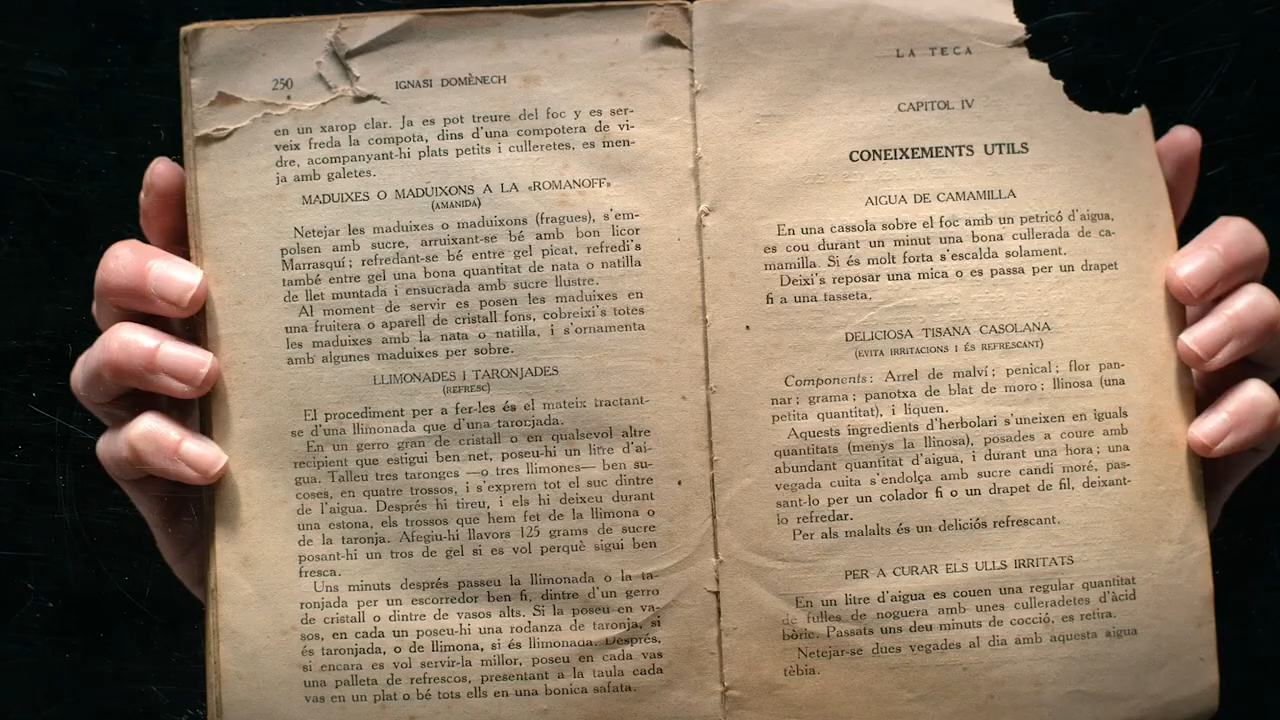 250 IGNASI DOMÈNECH
en un xarop clar. Ja es pot treure del foc y es ser-
veix freda la compota, dins d'una compotera de vi-
dre, acompanyant-hi plats petits i culleretes, es men-
ja amb galetes.
MADUIXES O MADUIXONS A LA «ROMANOFF»
(AMANIDA)
Netejar les maduixes o maduixons (fragues), s'em-
polsen amb sucre, arruixant-se bé amb bon licor
Marrasquí; refredant-se bé entre gel picat, refredi's
també entre gel una bona quantitat de nata o natilla
de llet muntada i ensucrada amb sucre llustre.
Al moment de servir es posen les maduixes en
una fruitera o aparell de cristall fons, cobreixi's totes
les maduixes amb la nata o natilla, i s'ornamenta
amb algunes maduixes per sobre.
LLIMONADES I TARONJADES
(REFRESC)
El procediment per a fer-les és el mateix tractant-
se d'una llimonada que d'una taronjada.
En un gerro gran de cristall o en qualsevol altre
recipient que estigui ben net, poseu-hi un litre d'ai-
gua. Talleu tres taronges —o tres llimones— ben su-
coses, en quatre trossos, i s'exprem tot el suc dintre
de l'aigua. Després hi tireu, i els hi deixeu durant
una estona, els trossos que hem fet de la llimona o
de la taronja. Afegiu-hi llavors 125 grams de sucre
posant-hi un tros de gel si es vol perquè sigui ben
fresca.
Uns minuts després passeu la llimonada o la ta-
ronjada per un escorredor ben fi, dintre d'un gerro
de cristall o dintre de vasos alts. Si la poseu en va-
sos, en cada un poseu-hi una rodanza de taronja, si
és taronjada, o de llimona, si és llimonada. Després,
si encara es vol servir-la millor, poseu en cada vas
una palleta de refrescos, presentant a la taula cada
vas en un plat o bé tots ells en una bonica safata.
LA TECA
CAPITOL IV
CONEIXEMENTS UTILS
AIGUA DE CAMAMILLA
En una cassola sobre el foc amb un petricó d'aigua,
es cou durant un minut una bona cullerada de ca-
mamilla. Si és molt forta s'escalda solament.
Deixi's reposar una mica o es passa per un drapet
fi a una tasseta.
DELICIOSA TISANA CASOLANA
(EVITA IRRITACIONS I ÉS REFRESCANT)
Components: Arrel de malví; penical; flor pan-
nar; grama; panotxa de blat de moro; llinosa (una
petita quantitat), i liquen.
Aquests ingredients d'herbolari s'uneixen en iguals
quantitats (menys la llinosa), posades a coure amb
abundant quantitat d'aigua, i durant una hora; una
vegada cuita s'endolça amb sucre candi moré, pas-
sant-lo per un colador fi o un drapet de fil, deixant-
lo refredar.
Per als malalts és un deliciós refrescant.
PER A CURAR ELS ULLS IRRITATS
En un litre d'aigua es couen una regular quantitat
de fulles de noguera amb unes culleradetes d'àcid
bòric. Passats uns deu minuts de cocció, es retira.
Netejar-se dues vegades al dia amb aquesta aigua
tèbia.